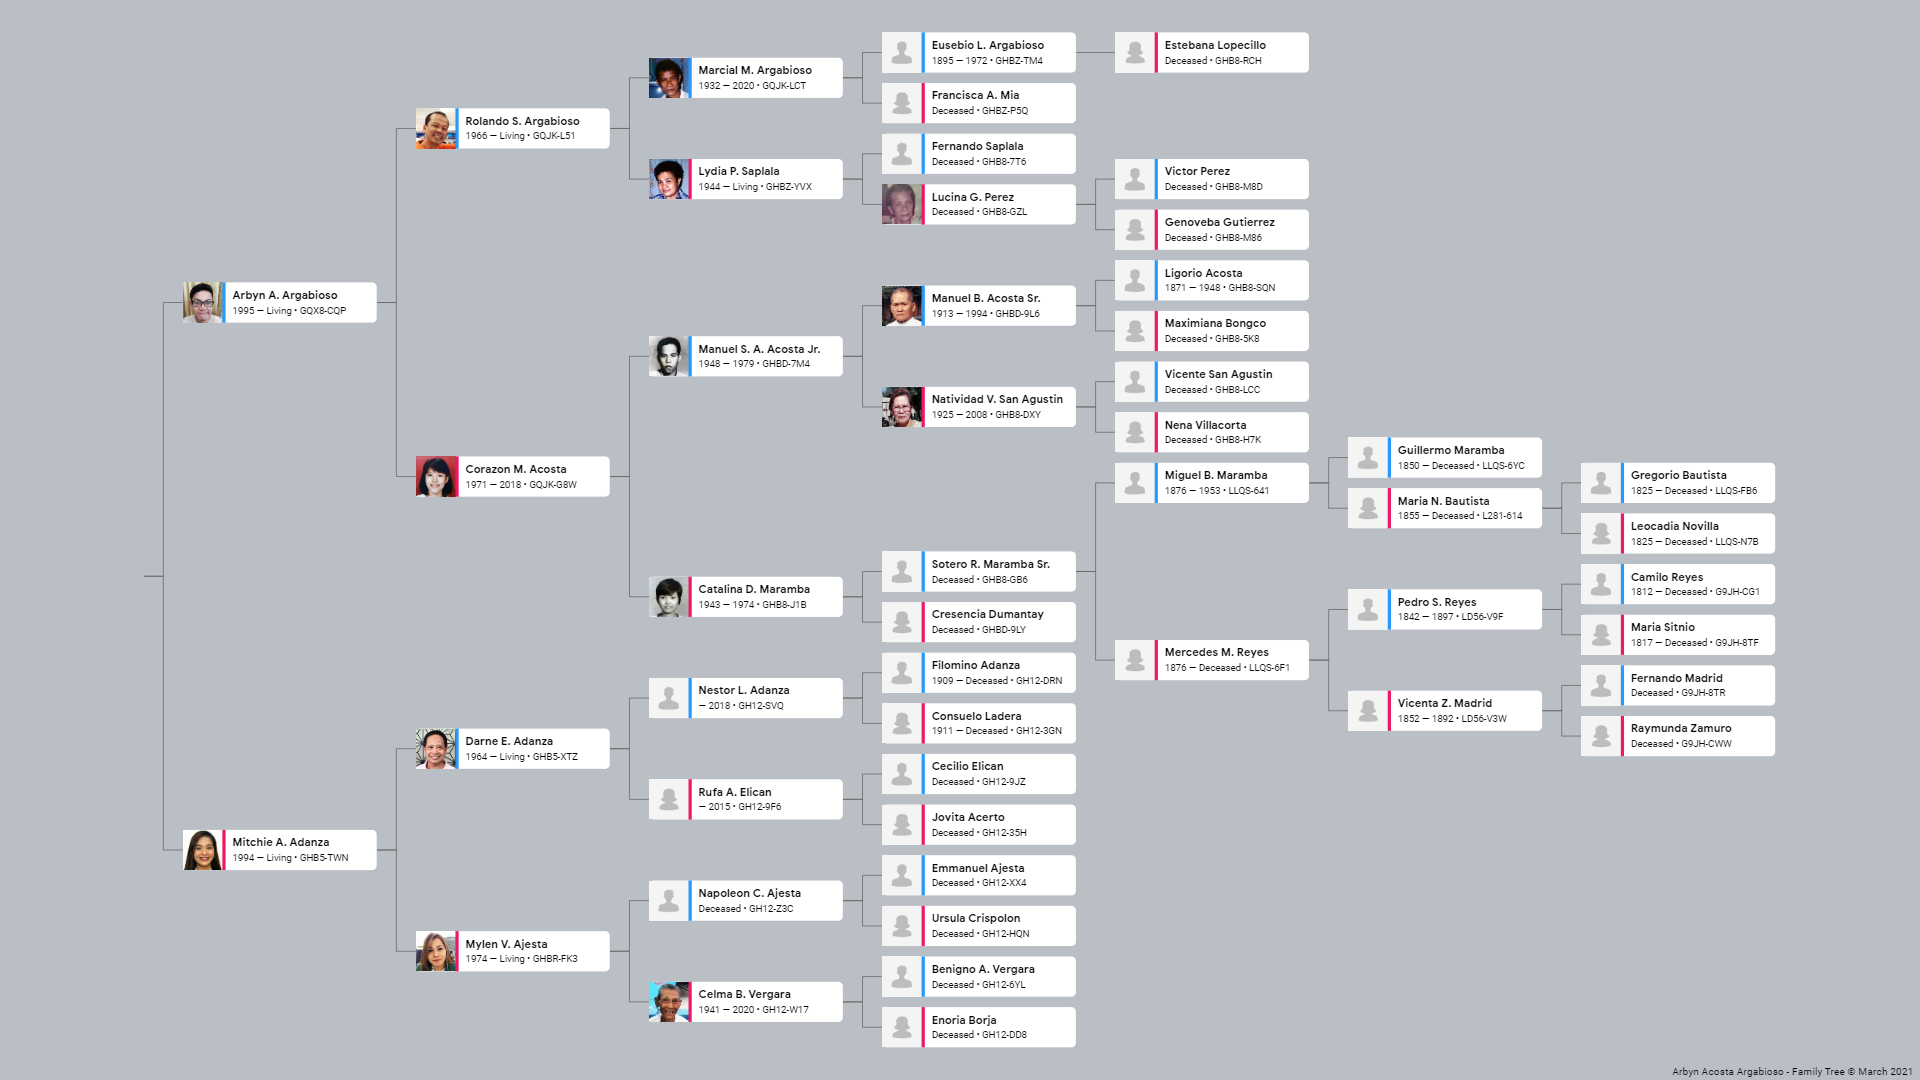 Eusebio L. Argabioso
1895 — 1972 • GHBZ-TM4
Estebana Lopecillo
Deceased • GHB8-RCH
Marcial M. Argabioso
1932 — 2020 • GQJK-LCT
Francisca A. Mia
Deceased • GHBZ-P5Q
Rolando S. Argabioso
1966 — Living • GQJK-L51
Fernando Saplala
Deceased • GHB8-7T6
Lydia P. Saplala
1944 — Living • GHBZ-YVX
Victor Perez
Deceased • GHB8-M8D
Lucina G. Perez
Deceased • GHB8-GZL
Genoveba Gutierrez
Deceased • GHB8-M86
Ligorio Acosta
1871 — 1948 • GHB8-SQN
Arbyn A. Argabioso
1995 — Living • GQX8-CQP
Manuel B. Acosta Sr.
1913 — 1994 • GHBD-9L6
Maximiana Bongco
Deceased • GHB8-5K8
Manuel S. A. Acosta Jr.
1948 — 1979 • GHBD-7M4
Vicente San Agustin
Deceased • GHB8-LCC
Natividad V. San Agustin
1925 — 2008 • GHB8-DXY
Nena Villacorta
Deceased • GHB8-H7K
Guillermo Maramba
1850 — Deceased • LLQS-6YC
Corazon M. Acosta
1971 — 2018 • GQJK-G8W
Miguel B. Maramba
1876 — 1953 • LLQS-641
Gregorio Bautista
1825 — Deceased • LLQS-FB6
Maria N. Bautista
1855 — Deceased • L281-614
Leocadia Novilla
1825 — Deceased • LLQS-N7B
Sotero R. Maramba Sr.
Deceased • GHB8-GB6
Camilo Reyes
1812 — Deceased • G9JH-CG1
Catalina D. Maramba
1943 — 1974 • GHB8-J1B
Pedro S. Reyes
1842 — 1897 • LD56-V9F
Cresencia Dumantay
Deceased • GHBD-9LY
Maria Sitnio
1817 — Deceased • G9JH-8TF
Mercedes M. Reyes
1876 — Deceased • LLQS-6F1
Filomino Adanza
1909 — Deceased • GH12-DRN
Fernando Madrid
Deceased • G9JH-8TR
Nestor L. Adanza
— 2018 • GH12-SVQ
Vicenta Z. Madrid
1852 — 1892 • LD56-V3W
Consuelo Ladera
1911 — Deceased • GH12-3GN
Raymunda Zamuro
Deceased • G9JH-CWW
Darne E. Adanza
1964 — Living • GHB5-XTZ
Cecilio Elican
Deceased • GH12-9JZ
Rufa A. Elican
— 2015 • GH12-9F6
Jovita Acerto
Deceased • GH12-35H
Mitchie A. Adanza
1994 — Living • GHB5-TWN
Emmanuel Ajesta
Deceased • GH12-XX4
Napoleon C. Ajesta
Deceased • GH12-Z3C
Ursula Crispolon
Deceased • GH12-HQN
Mylen V. Ajesta
1974 — Living • GHBR-FK3
Benigno A. Vergara
Deceased • GH12-6YL
Celma B. Vergara
1941 — 2020 • GH12-W17
Enoria Borja
Deceased • GH12-DD8
Arbyn Acosta Argabioso - Family Tree © March 2021